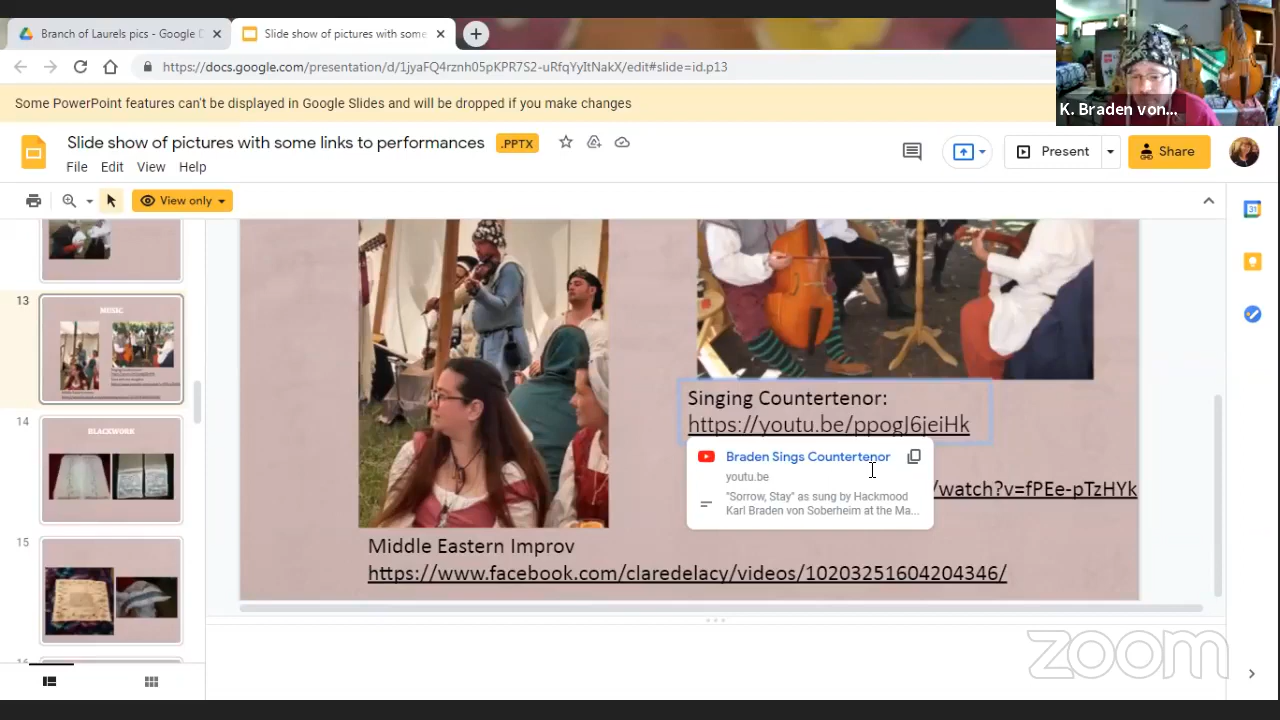 Branch of Laurels pics - Google D
Slide show of pictures with some
https://docs.google.com/presentation/d/1jyaFQ4rznh05pKPR7S2-uRfqYyItNakX/edit#slide=id.p13
K. Braden von...
Some PowerPoint features can't be displayed in Google Slides and will be dropped if you make changes
Slide show of pictures with some links to performances .PPTX
Present
Share
File Edit View Help
View only
31
13
MUSIC
14
BLACKWORK
15
Singing Countertenor:
https://youtu.be/ppogJ6jeiHk
Braden Sings Countertenor
youtu.be
"Sorrow, Stay" as sung by Hackmood
Karl Braden von Soberheim at the Ma...
/watch?v=fPEe-pTzHYk
Middle Eastern Improv
https://www.facebook.com/claredelacy/videos/10203251604204346/
zoom